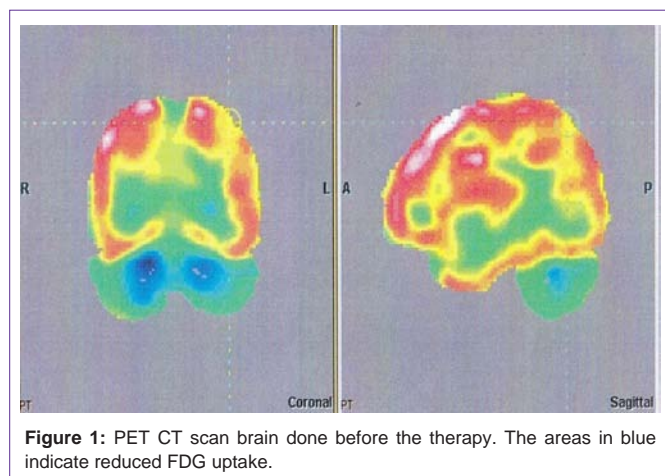 R
L
A
P
PT
Coronal
PT
Sagittal
Figure 1: PET CT scan brain done before the therapy. The areas in blue
indicate reduced FDG uptake.